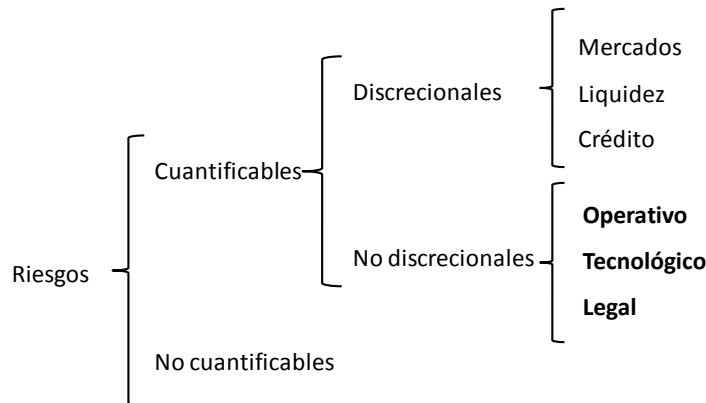 Riesgos
Cuantificables
Discrecionales
Mercados
Liquidez
Crédito
No discrecionales
Operativo
Tecnológico
Legal
No cuantificables